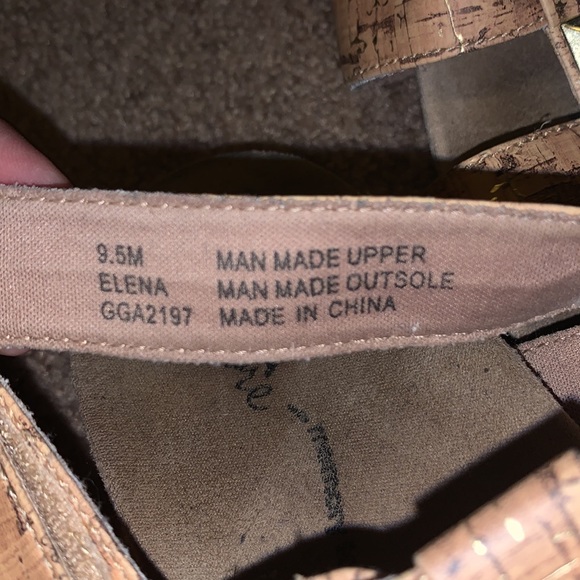 9.5M MAN MADE UPPER
ELENA MAN MADE OUTSOLE
GGA2197 MADE IN CHINA